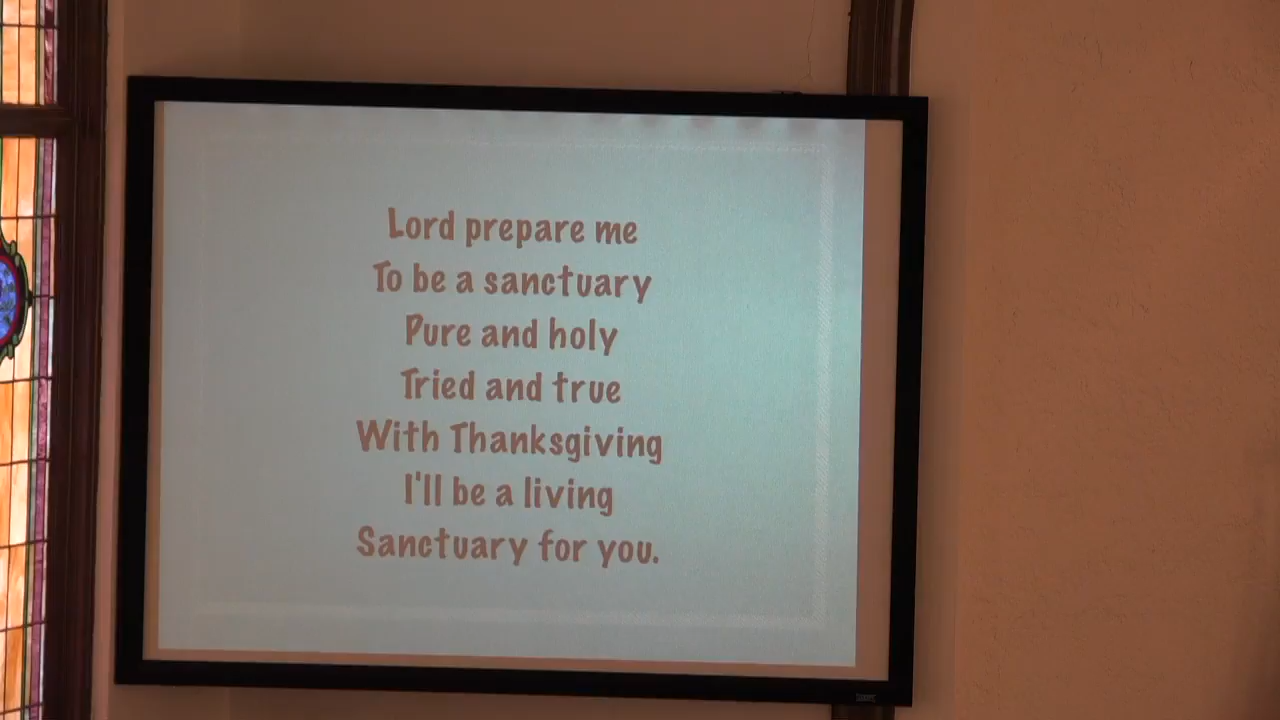 Lord prepare me
To be a sanctuary
Pure and holy
Tried and true
With Thanksgiving
I'll be a living
Sanctuary for you.